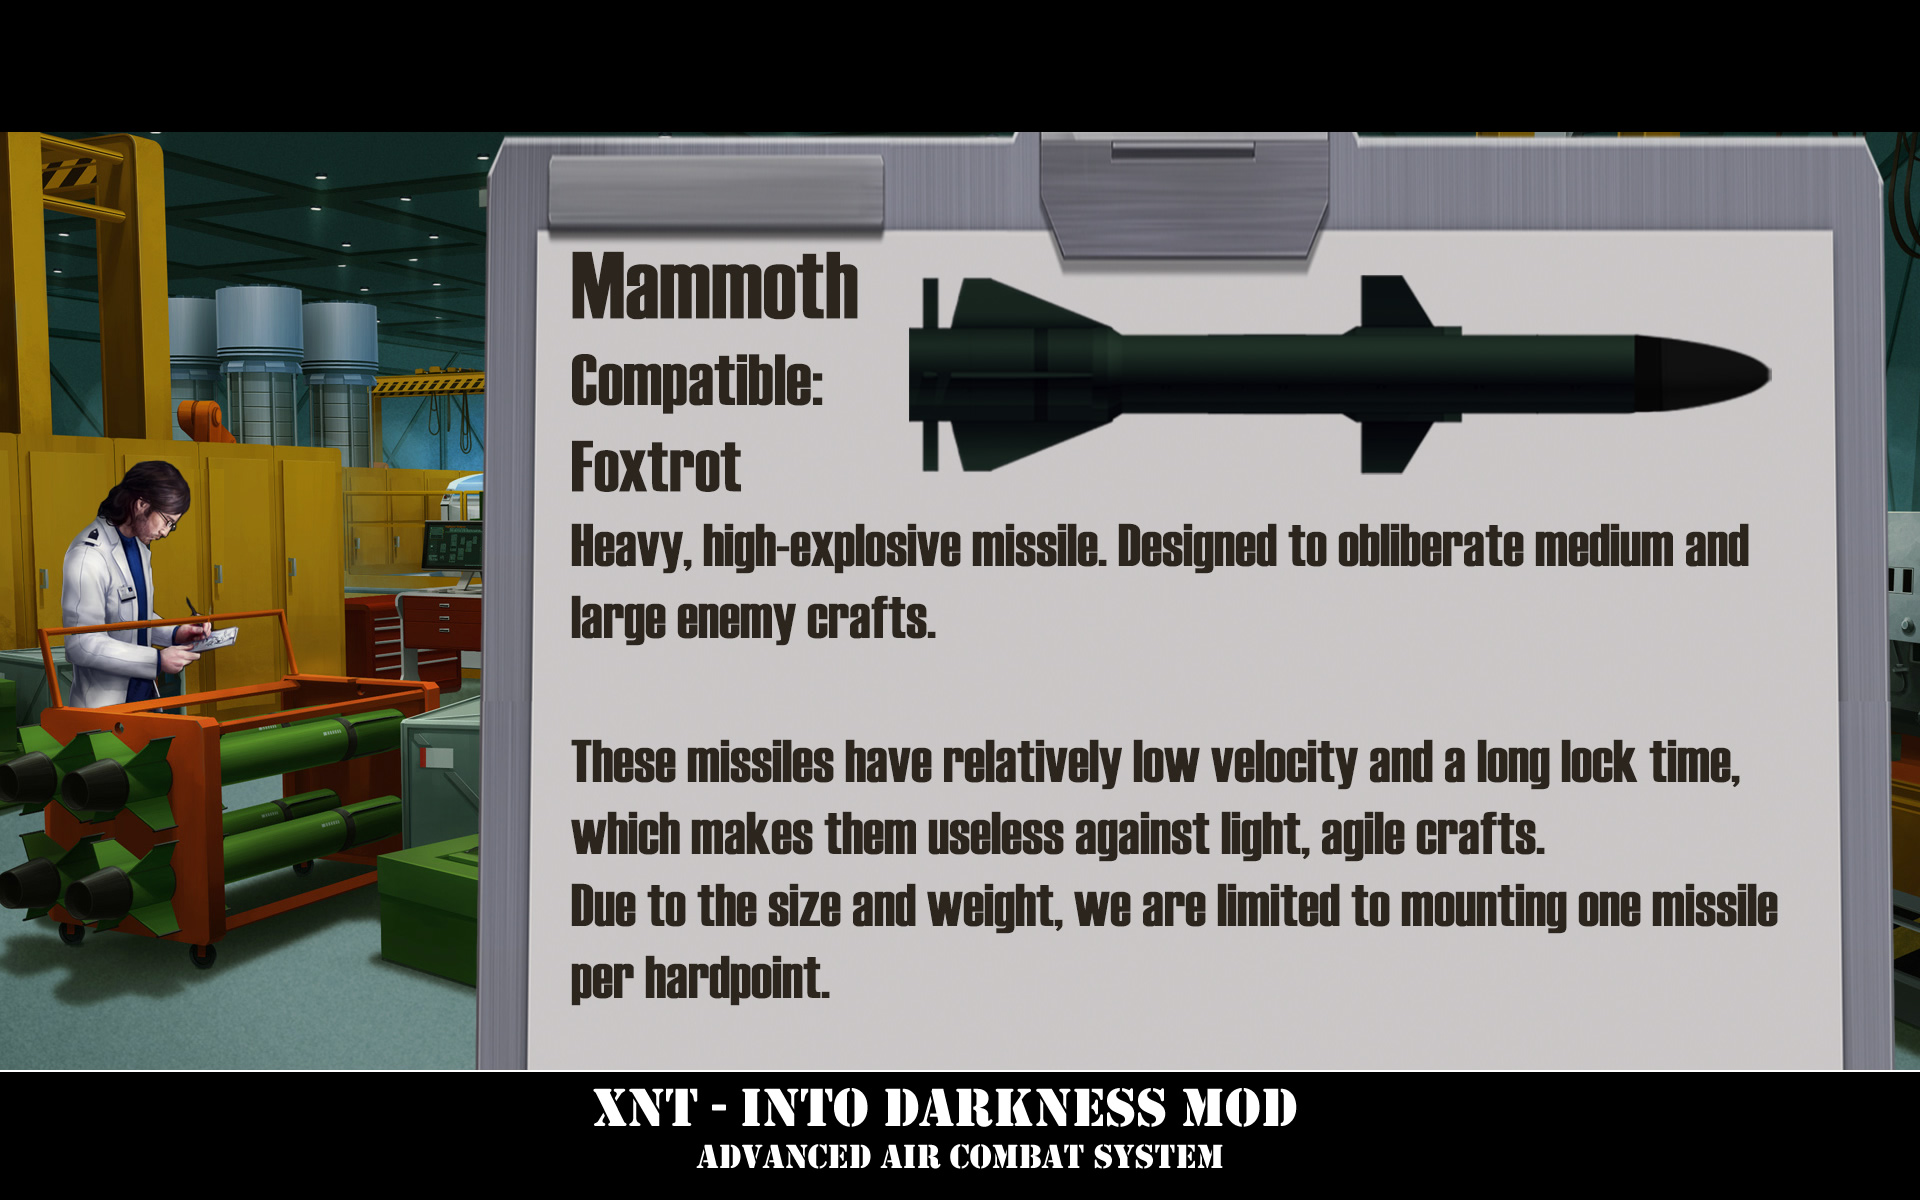 Mammoth
Compatible:
Foxtrot
Heavy, high-explosive missile. Designed to obliberate medium and
large enemy crafts.
These missiles have relatively low velocity and a long lock time,
which makes them useless against light, agile crafts.
Due to the size and weight, we are limited to mounting one missile
per hardpoint.
XNT - INTO DARKNESS MOD
ADVANCED AIR COMBAT SYSTEM